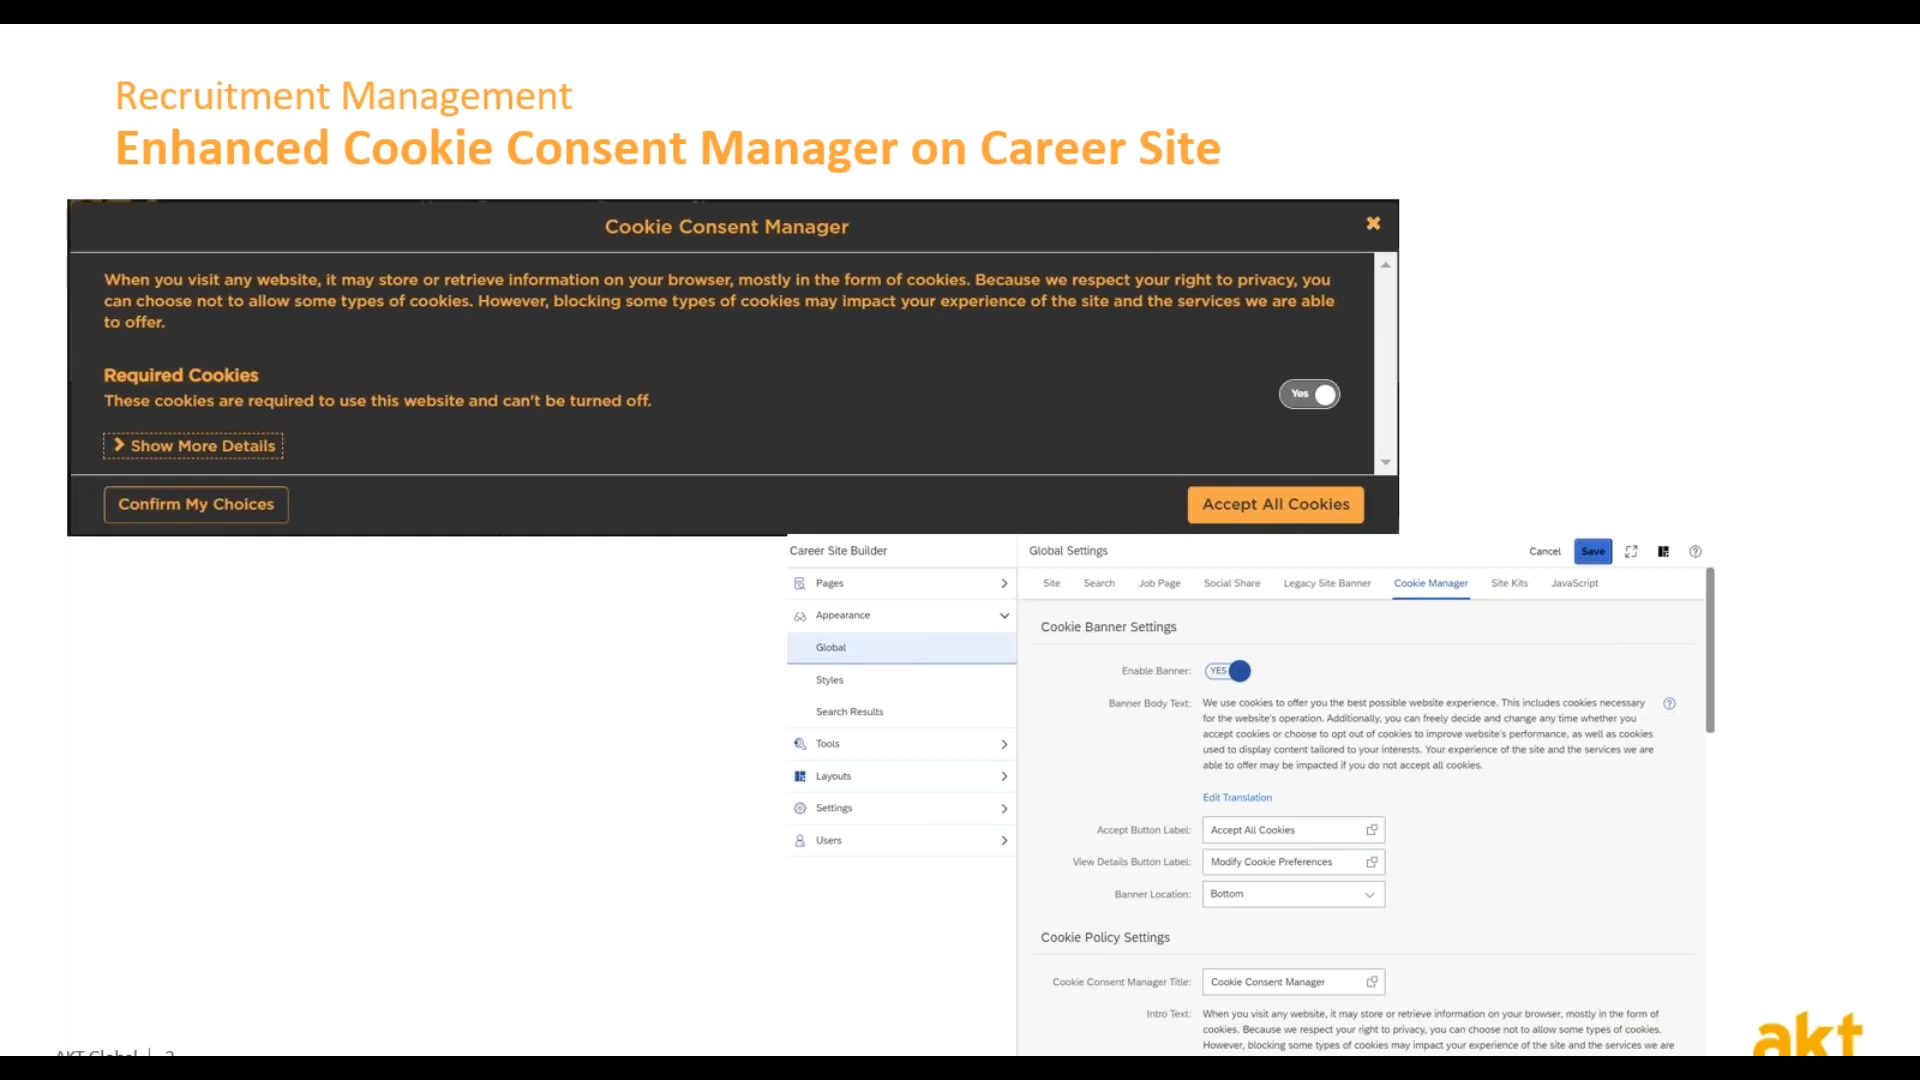 Recruitment Management
Enhanced Cookie Consent Manager on Career Site
Cookie Consent Manager
When you visit any website, it may store or retrieve information on your browser, mostly in the form of cookies. Because we respect your right to privacy, you
can choose not to allow some types of cookies. However, blocking some types of cookies may impact your experience of the site and the services we are able
to offer.
Required Cookies
These cookies are required to use this website and can't be turned off.
Yes
Show More Details
Confirm My Choices
Accept All Cookies
Career Site Builder
Pages
Appearance
Global
Styles
Search Results
Tools
Layouts
Settings
Users
Global Settings
Cancel
Save
Site
Search
Job Page
Social Share
Legacy Site Banner
Cookie Manager
Site Kits
JavaScript
Cookie Banner Settings
Enable Banner:
YES
Banner Body Text:
We use cookies to offer you the best possible website experience. This includes cookies necessary
for the website's operation. Additionally, you can freely decide and change any time whether you
accept cookies or choose to opt out of cookies to improve website's performance, as well as cookies
used to display content tailored to your interests. Your experience of the site and the services we are
able to offer may be impacted if you do not accept all cookies.
Edit Translation
Accept Button Label:
Accept All Cookies
View Details Button Label:
Modify Cookie Preferences
Banner Location:
Bottom
Cookie Policy Settings
Cookie Consent Manager Title:
Cookie Consent Manager
Intro Text:
When you visit any website, it may store or retrieve information on your browser, mostly in the form of
cookies. Because we respect your right to privacy, you can choose not to allow some types of cookies.
However, blocking some types of cookies may impact your experience of the site and the services we are
akt
AKT Global |